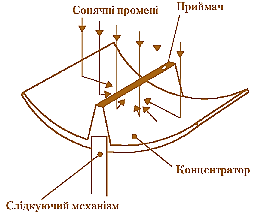 Сонячні промені
Приймач
Концентратор
Слідкуючий механізм